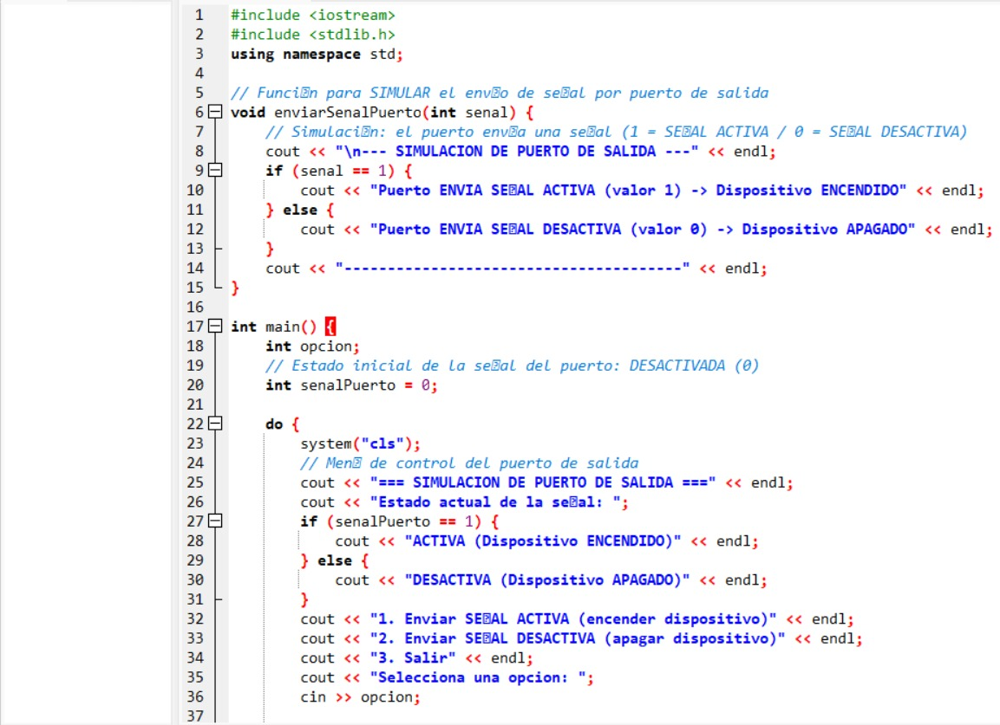 1 #include <iostream>
2 #include <stdlib.h>
3 using namespace std;
4
5 // Funci�n para SIMULAR el env�o de se�al por puerto de salida
6 void enviarSenalPuerto(int senal) {
7 // Simulaci�n: el puerto env�a una se�al (1 = SE�AL ACTIVA / 0 = SE�AL DESACTIVA)
8 cout << "\n--- SIMULACION DE PUERTO DE SALIDA ---" << endl;
9 if (senal == 1) {
10 cout << "Puerto ENVIA SE�AL ACTIVA (valor 1) -> Dispositivo ENCENDIDO" << endl;
11 } else {
12 cout << "Puerto ENVIA SE�AL DESACTIVA (valor 0) -> Dispositivo APAGADO" << endl;
13 }
14 cout << "---------------------------------------" << endl;
15 }
16
17 int main() {
18 int opcion;
19 // Estado inicial de la se�al del puerto: DESACTIVADA (0)
20 int senalPuerto = 0;
21
22 do {
23 system("cls");
24 // Men� de control del puerto de salida
25 cout << "=== SIMULACION DE PUERTO DE SALIDA ===" << endl;
26 cout << "Estado actual de la se�al: ";
27 if (senalPuerto == 1) {
28 cout << "ACTIVA (Dispositivo ENCENDIDO)" << endl;
29 } else {
30 cout << "DESACTIVA (Dispositivo APAGADO)" << endl;
31 }
32 cout << "1. Enviar SE�AL ACTIVA (encender dispositivo)" << endl;
33 cout << "2. Enviar SE�AL DESACTIVA (apagar dispositivo)" << endl;
34 cout << "3. Salir" << endl;
35 cout << "Selecciona una opcion: ";
36 cin >> opcion;
37